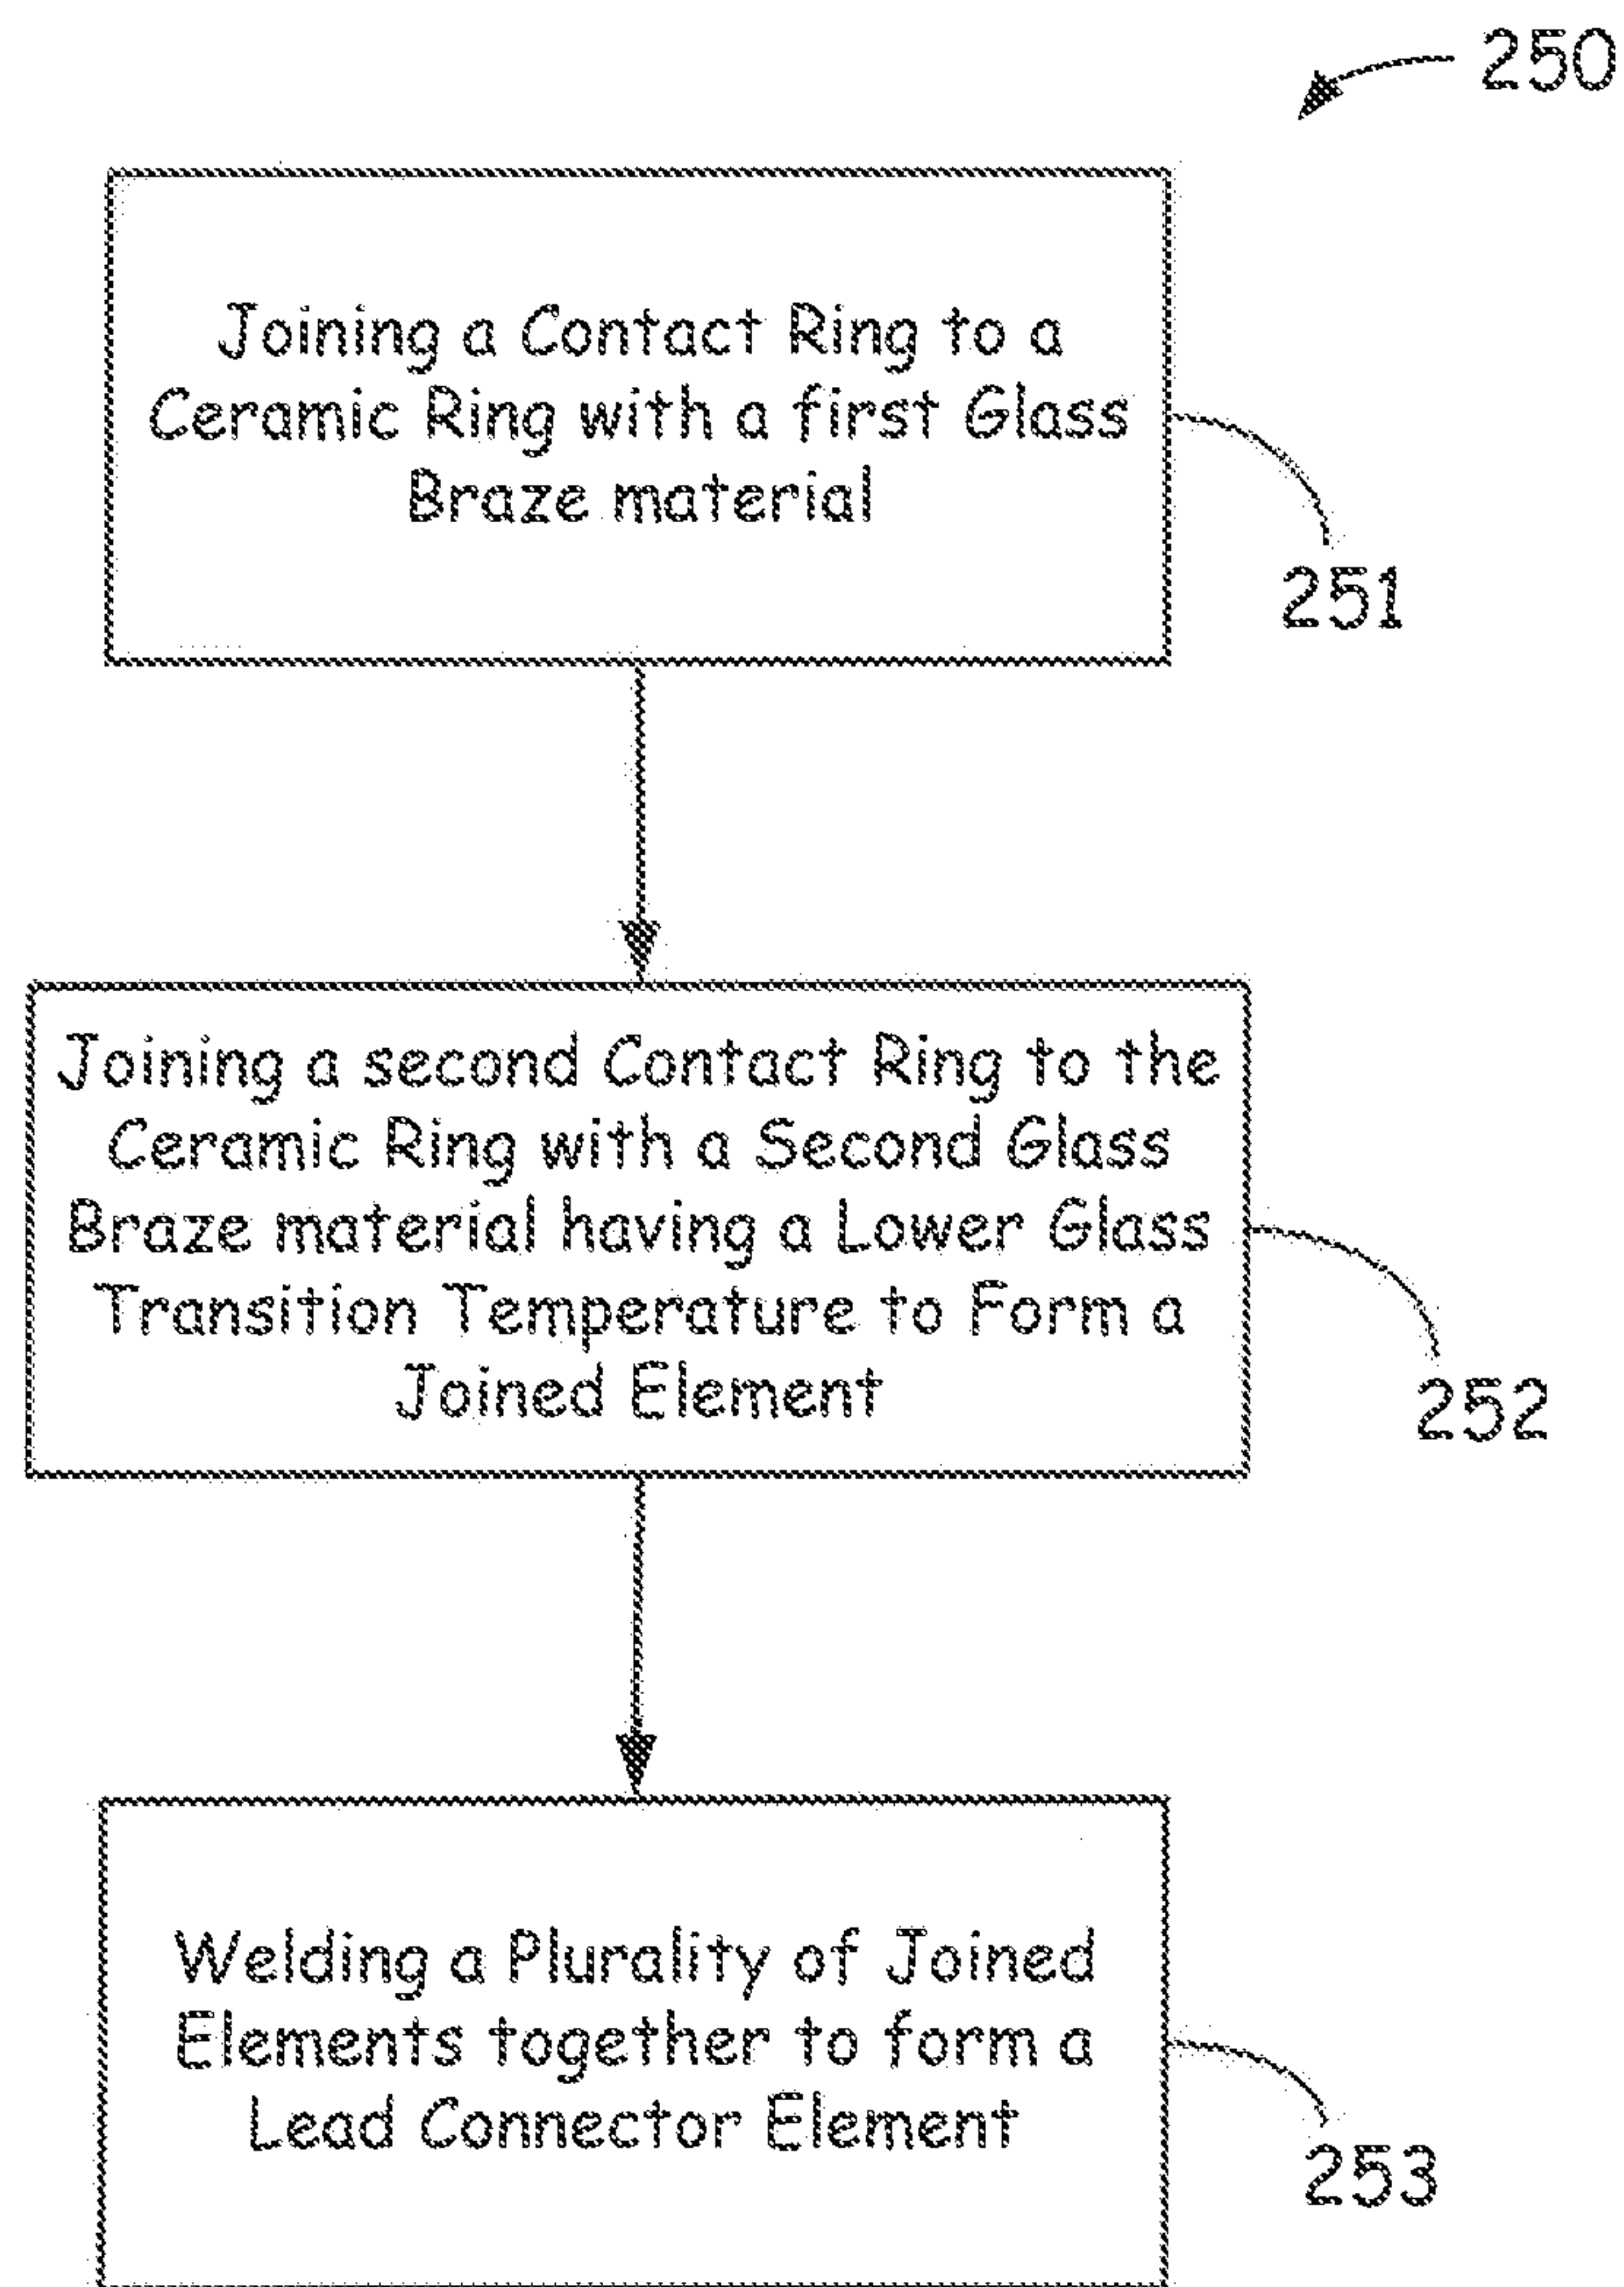 250
Joining a Contact Ring to a
Ceramic Ring with a first Glass
Braze material
251
Joining a second Contact Ring to the
Ceramic Ring with a Second Glass
Braze material having a Lower Glass
Transition Temperature to Form a
Joined Element
252
Welding a Plurality of Joined
Elements together to form a
Lead Connector Element
253